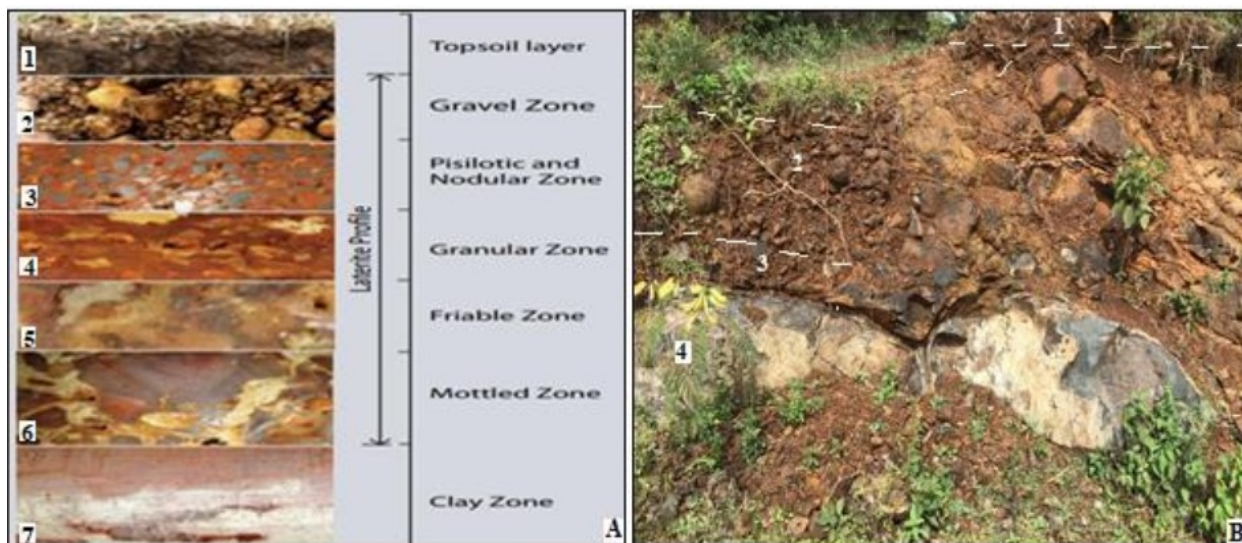 1
Topsoil layer
2
Gravel Zone
3
Pisilotic and
Nodular Zone
4
Granular Zone
5
Friable Zone
6
Mottled Zone
7
Clay Zone
Laterite Profile
A
1
2
3
4
B